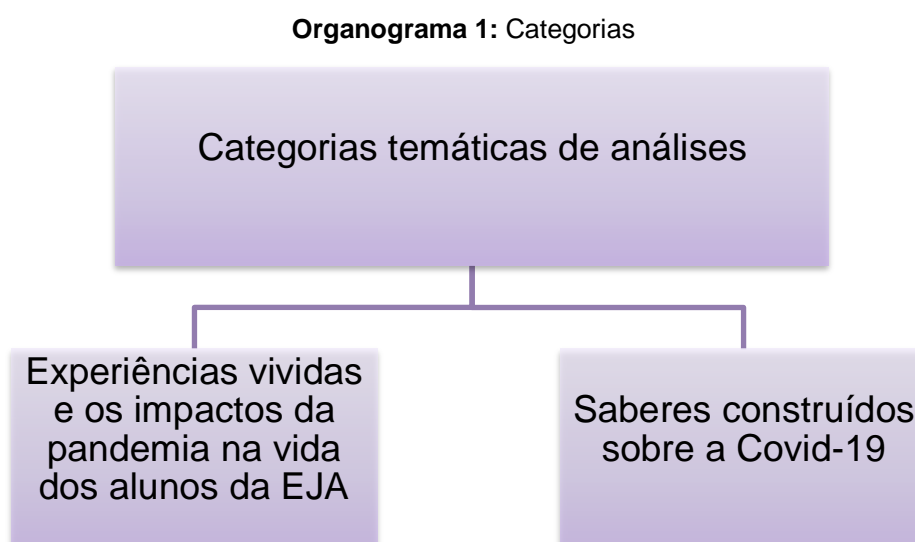 Organograma 1: Categorias
Categorias temáticas de análises
Experiências vividas
e os impactos da
pandemia na vida
dos alunos da EJA
Saberes construídos
sobre a Covid-19